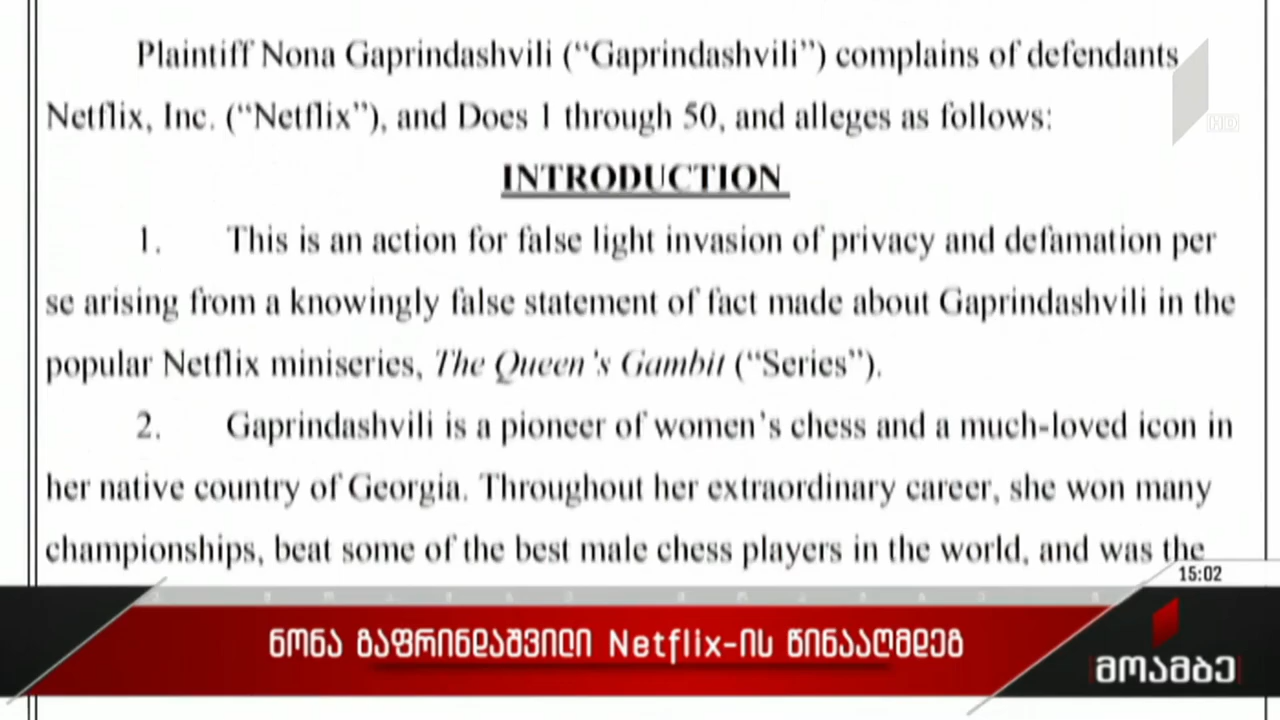 Plaintiff Nona Gaprindashvili (“Gaprindashvili”) complains of defendants
Netflix, Inc. (“Netflix”), and Does 1 through 50, and alleges as follows:
HD
INTRODUCTION
1. This is an action for false light invasion of privacy and defamation per
se arising from a knowingly false statement of fact made about Gaprindashvili in the
popular Netflix miniseries, The Queen’s Gambit (“Series”).
2. Gaprindashvili is a pioneer of women’s chess and a much-loved icon in
her native country of Georgia. Throughout her extraordinary career, she won many
championships, beat some of the best male chess players in the world, and was the
15:02
ნონა გაფრინდაშვილი Netflix-ის წინააღმდეგ
მოამბე